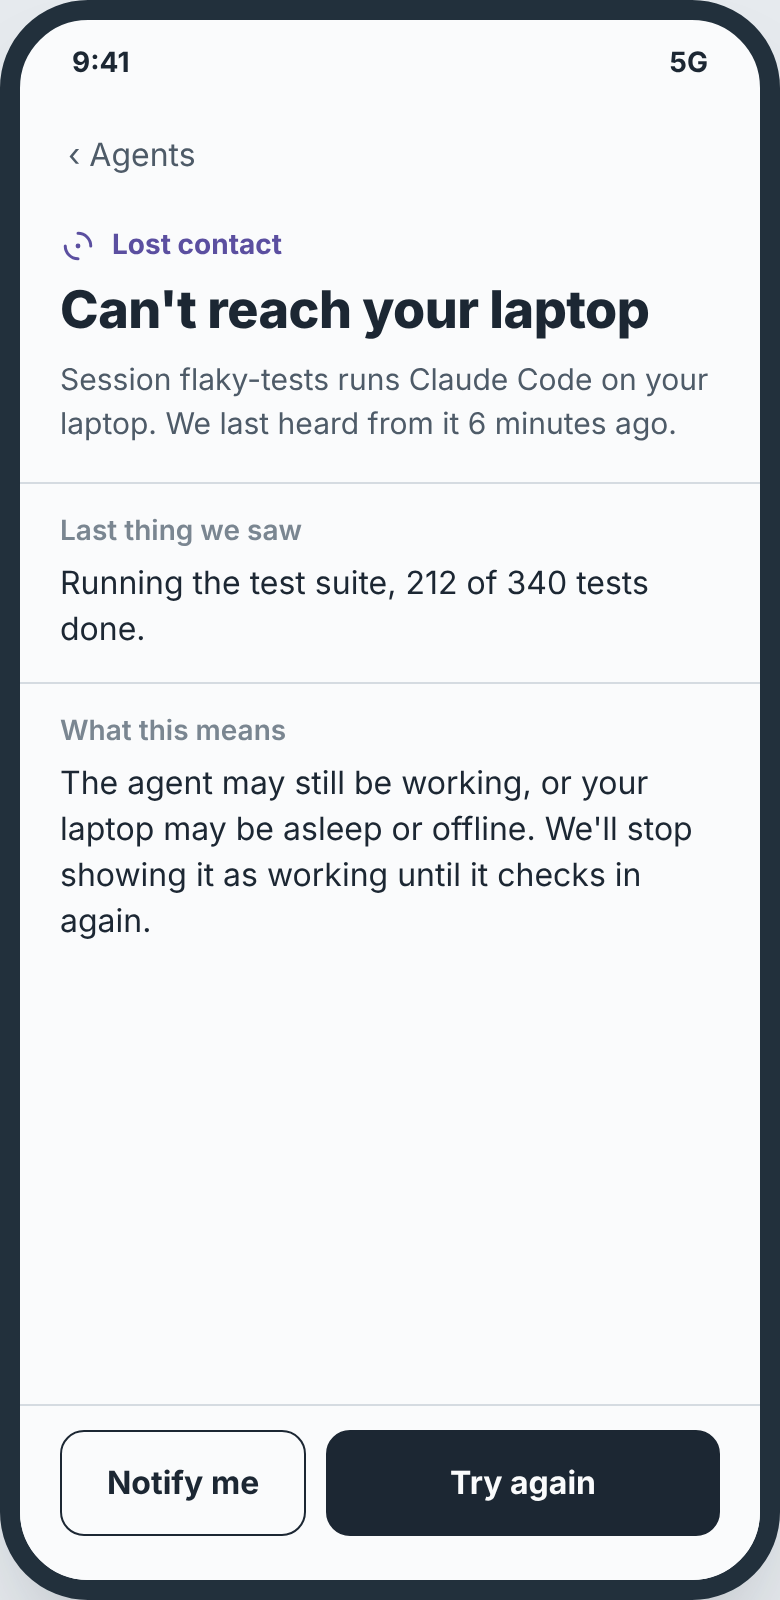 9:41
5G
‹ Agents
Lost contact
Can't reach your laptop
Session flaky-tests runs Claude Code on your
laptop. We last heard from it 6 minutes ago.
Last thing we saw
Running the test suite, 212 of 340 tests
done.
What this means
The agent may still be working, or your
laptop may be asleep or offline. We'll stop
showing it as working until it checks in
again.
Notify me
Try again